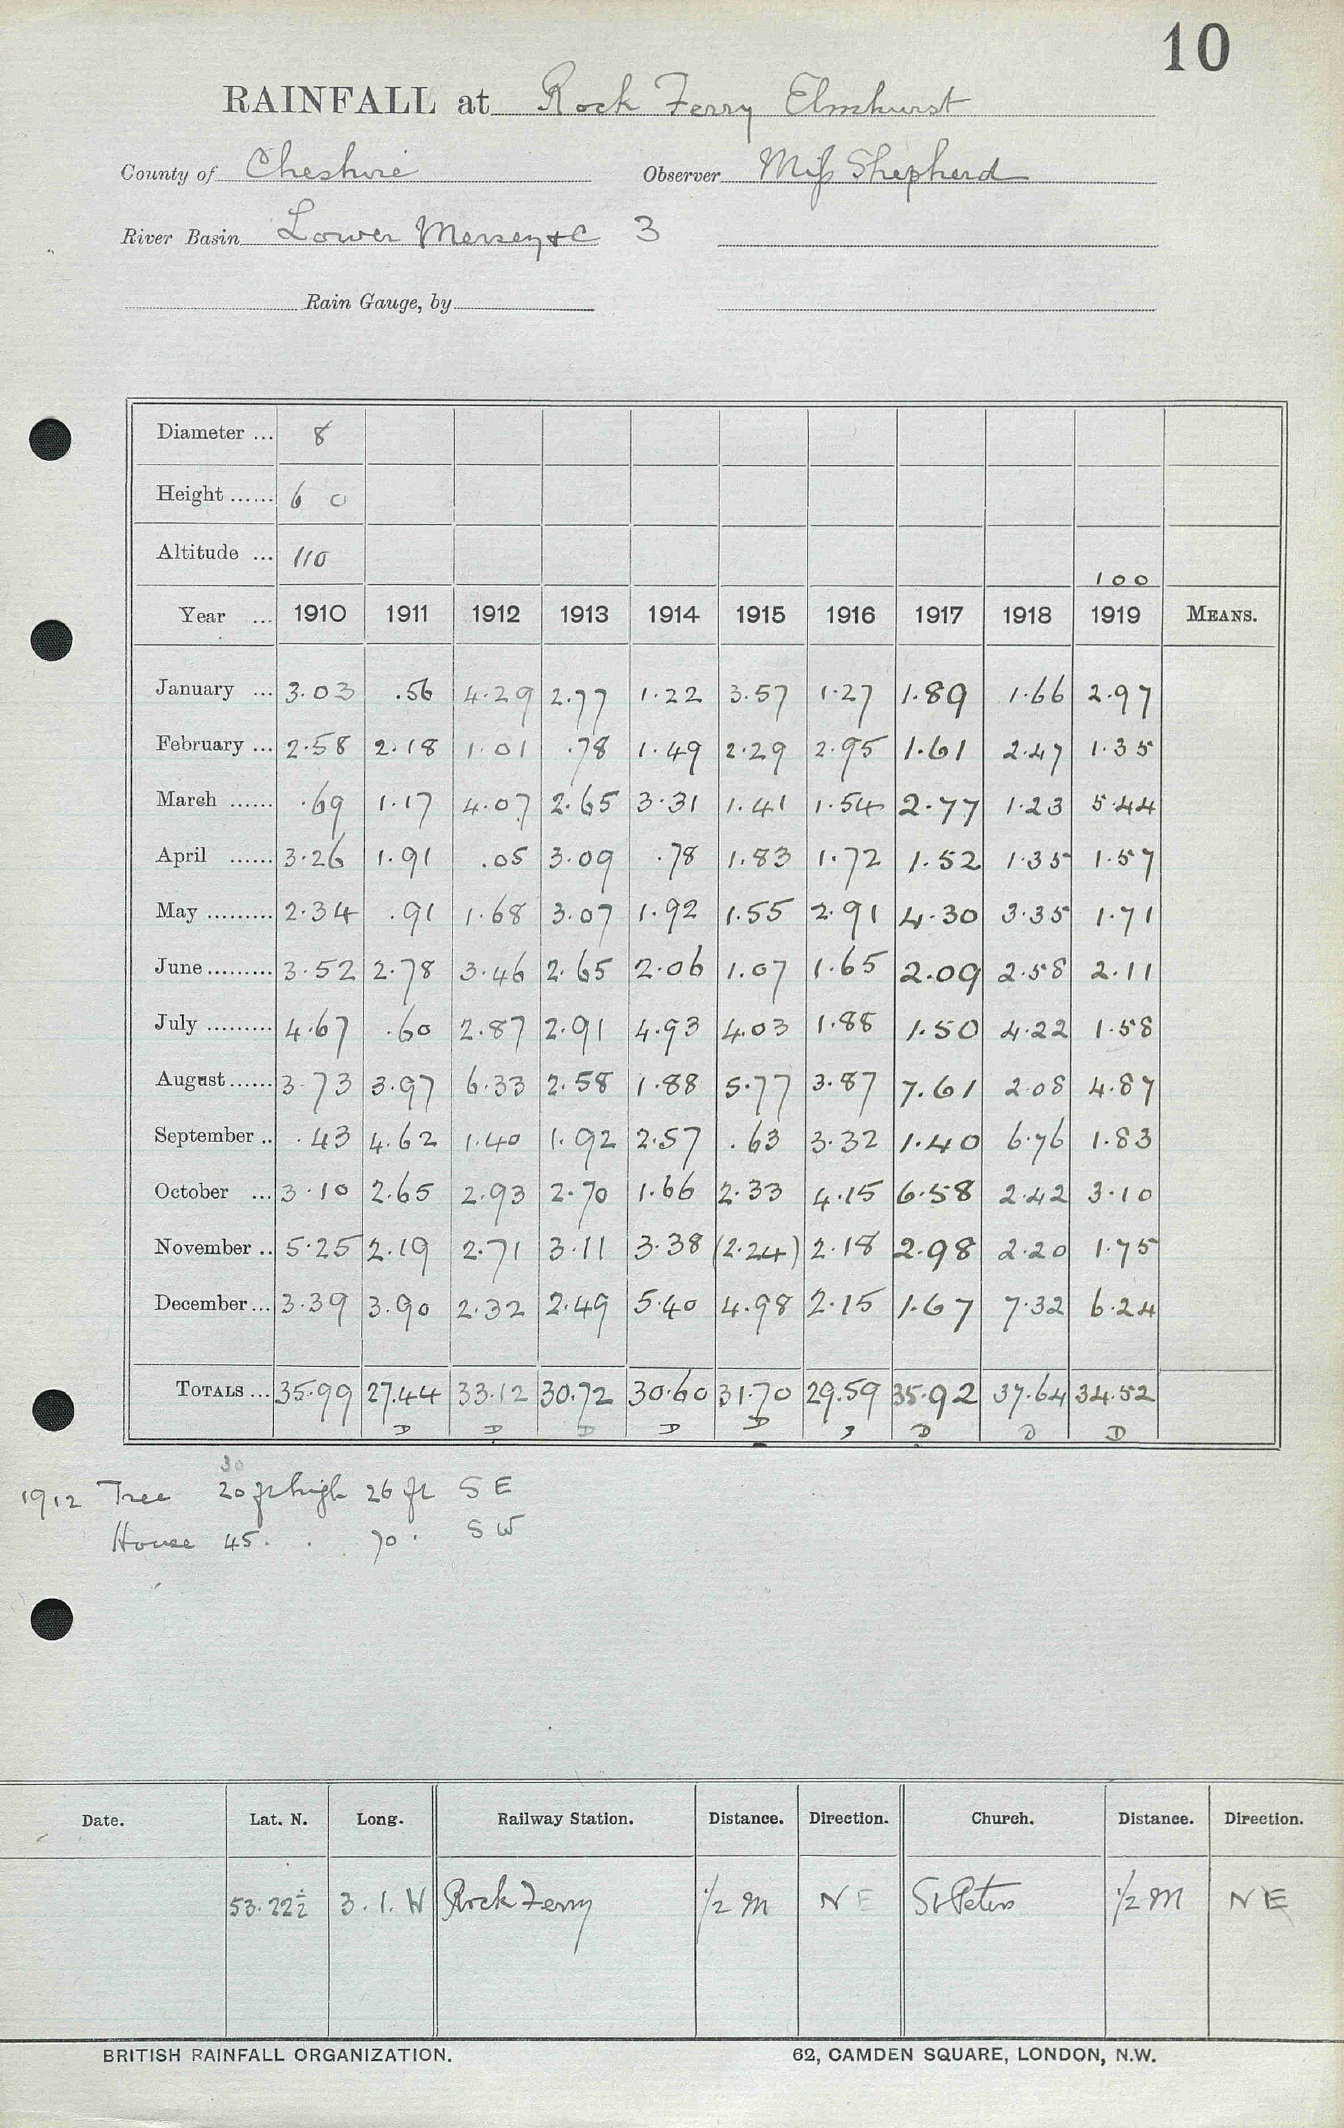 10
RAINFALL at Rock Ferry Elmhurst
County of Cheshire Observer Miss Shepherd
River Basin Lower Mersey &c 3
Rain Gauge, by
Diameter ... 8
Height ...... 6 0
Altitude ... 110 100
Year ... 1910 1911 1912 1913 1914 1915 1916 1917 1918 1919 MEANS.
January ... 3.03 .56 4.29 2.77 1.22 3.57 1.27 1.89 1.66 2.97
February ... 2.58 2.18 1.01 .78 1.49 2.29 2.95 1.61 2.47 1.35
March ...... .69 1.17 4.07 2.65 3.31 1.41 1.54 2.77 1.23 5.44
April ...... 3.26 1.91 .05 3.09 .78 1.83 1.72 1.52 1.35 1.57
May ......... 2.34 .91 1.68 3.07 1.92 1.55 2.91 4.30 3.35 1.71
June ......... 3.52 2.78 3.46 2.65 2.06 1.07 1.65 2.09 2.58 2.11
July ......... 4.67 .60 2.87 2.91 4.93 4.03 1.88 1.50 4.22 1.58
August ...... 3.73 3.97 6.33 2.58 1.88 5.77 3.87 7.61 2.08 4.87
September .. .43 4.62 1.40 1.92 2.57 .63 3.32 1.40 6.76 1.83
October ... 3.10 2.65 2.93 2.70 1.66 2.33 4.15 6.58 2.42 3.10
November .. 5.25 2.19 2.71 3.11 3.38 (2.24) 2.18 2.98 2.20 1.75
December ... 3.39 3.90 2.32 2.49 5.40 4.98 2.15 1.67 7.32 6.24
TOTALS ... 35.99 27.44 33.12 30.72 30.60 31.70 29.59 35.92 37.64 34.52
D D D D D D D D
30
1912 Tree 20 ft high 26 ft S E
House 45 . . 70 . S W
Date. Lat. N. Long. Railway Station. Distance. Direction. Church. Distance. Direction.
53.22½ 3.1.W Rock Ferry 1/2 M N E St Peters 1/2 M N E
BRITISH RAINFALL ORGANIZATION. 62, CAMDEN SQUARE, LONDON, N.W.